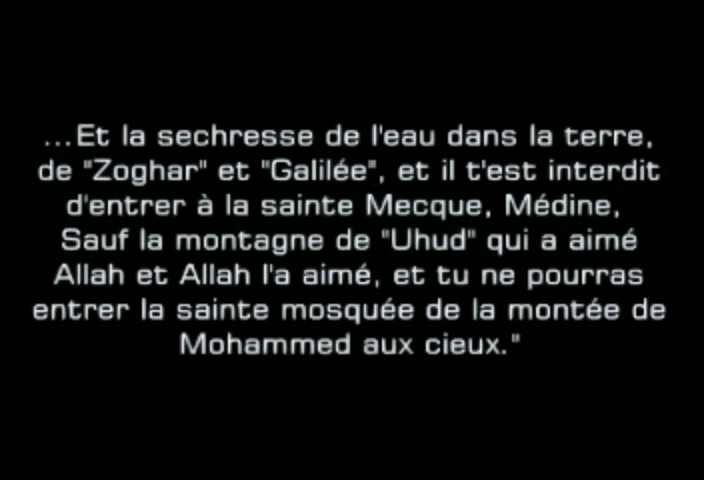 ...Et la sechresse de l'eau dans la terre,
de "Zoghar" et "Galilée", et il t'est interdit
d'entrer à la sainte Mecque, Médine,
Sauf la montagne de "Uhud" qui a aimé
Allah et Allah l'a aimé, et tu ne pourras
entrer la sainte mosquée de la montée de
Mohammed aux cieux."